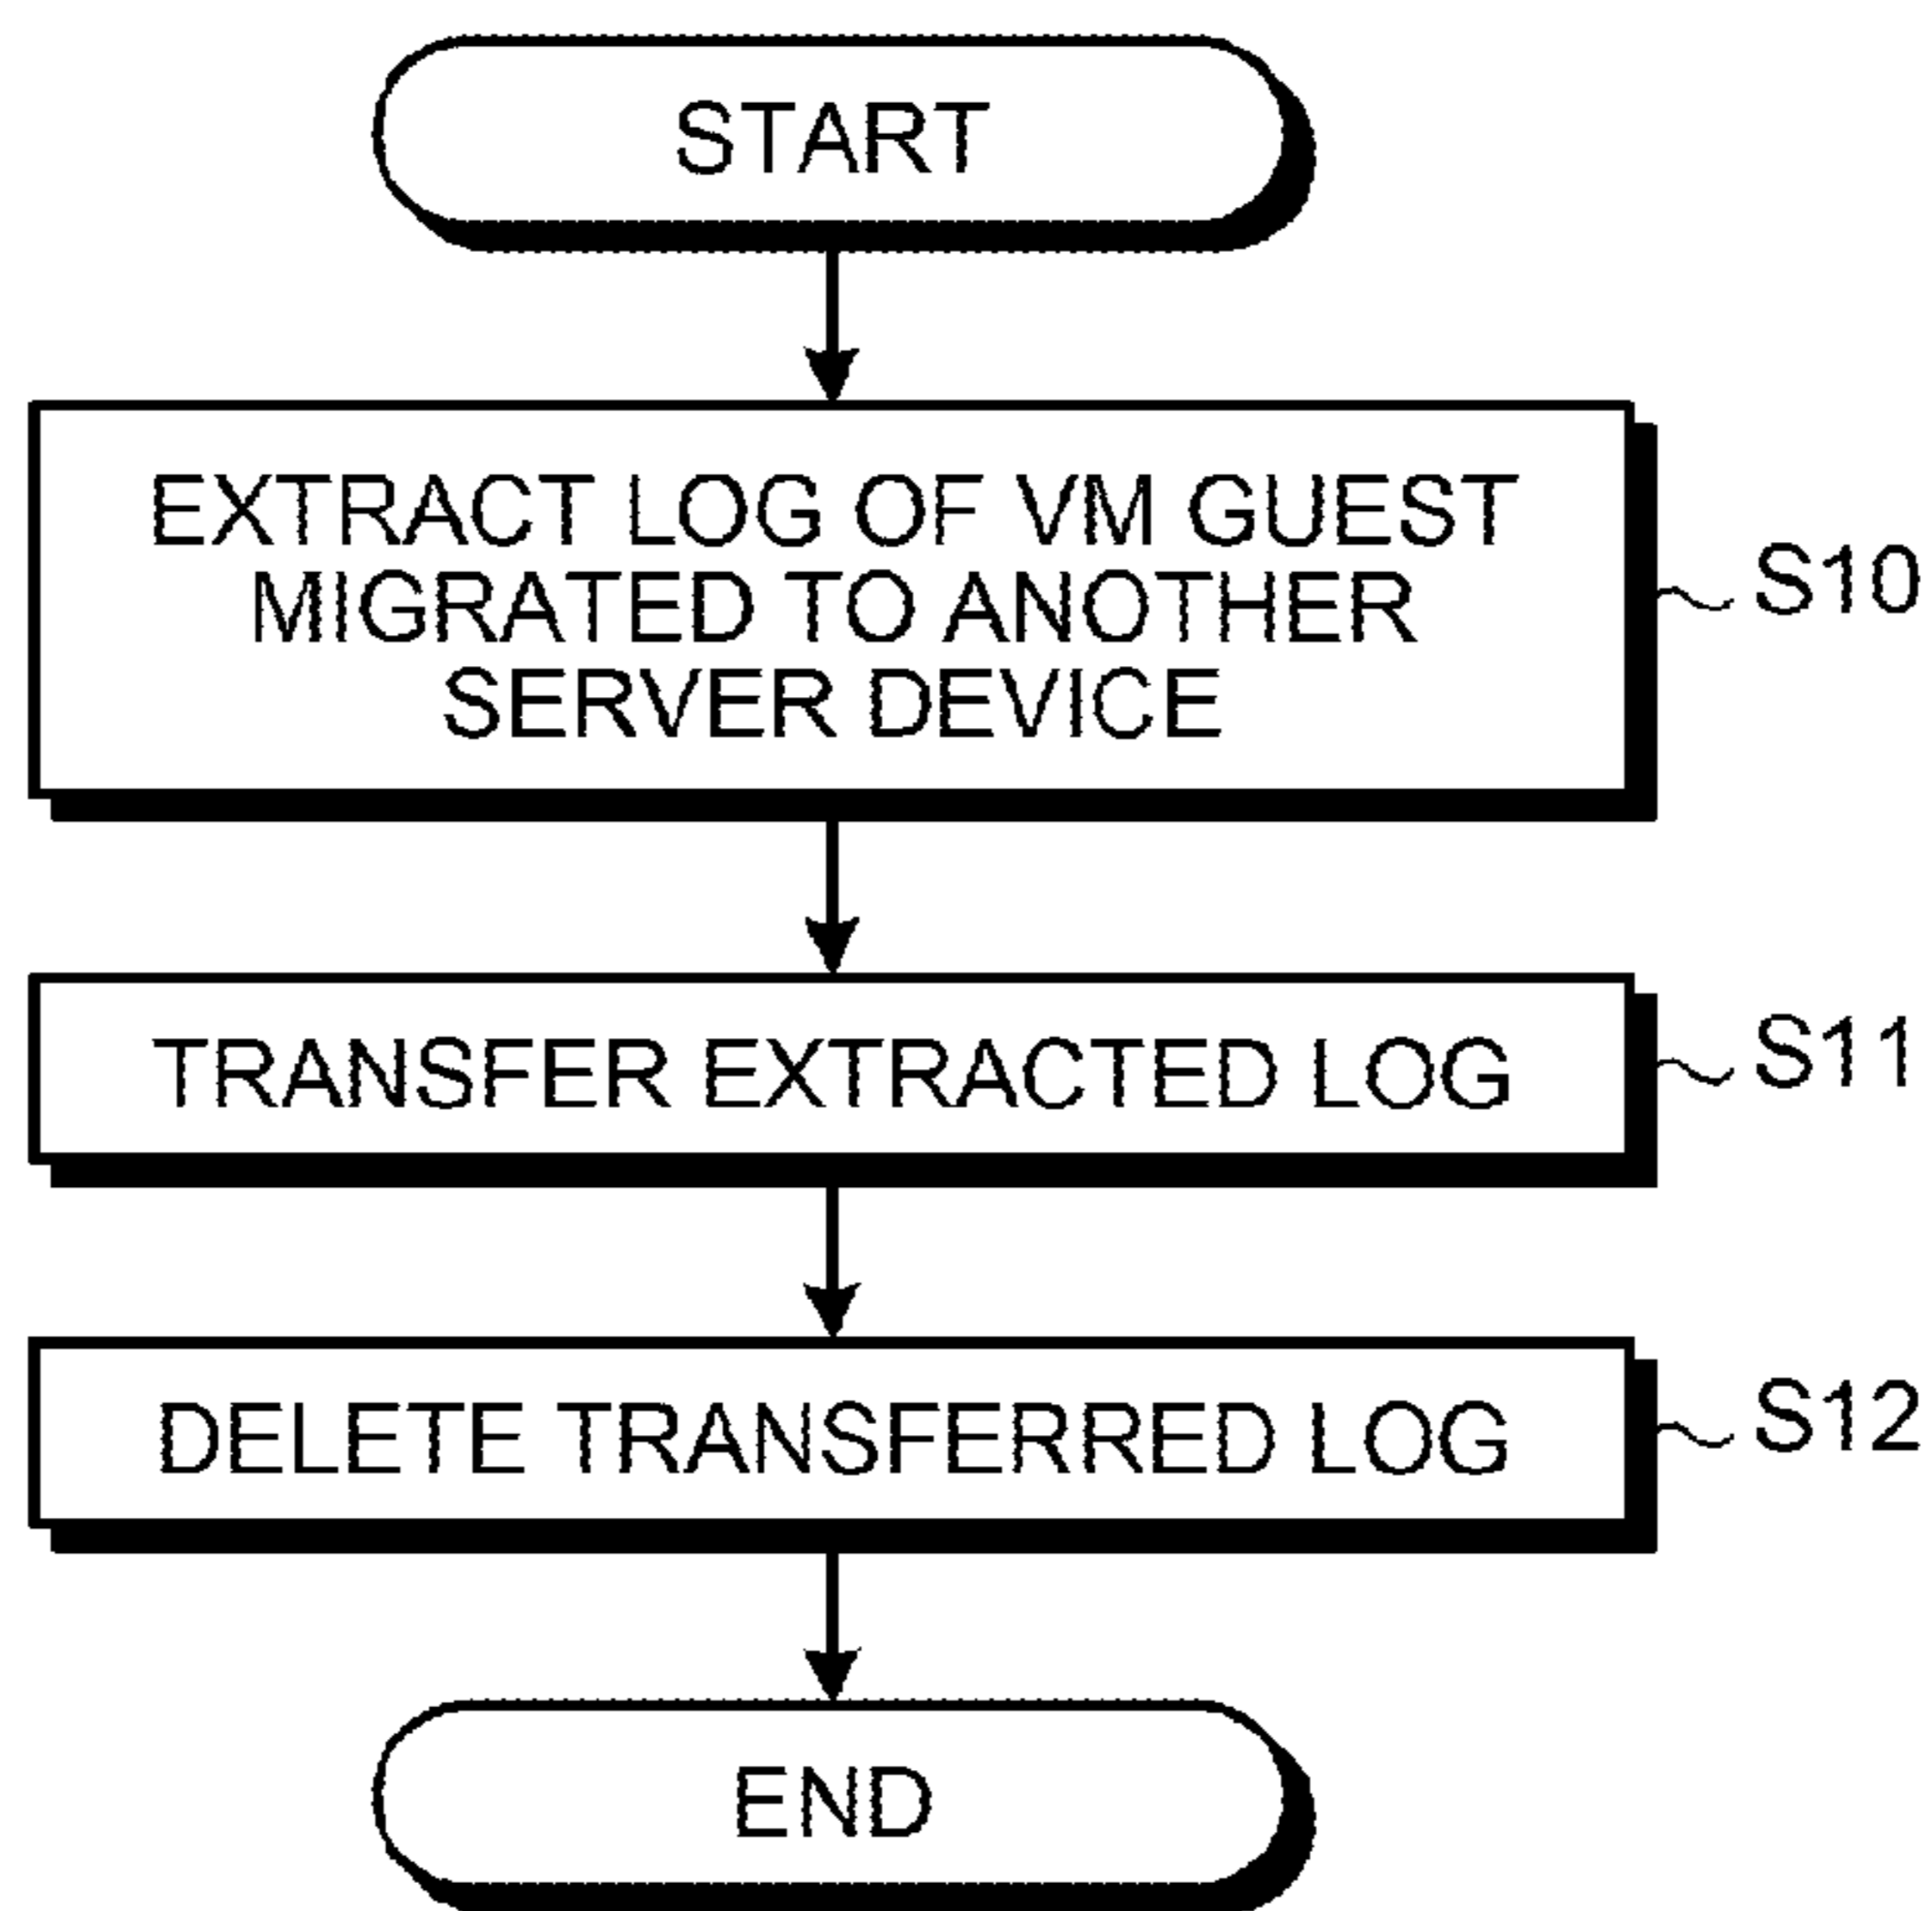 START
EXTRACT LOG OF VM GUEST
MIGRATED TO ANOTHER
SERVER DEVICE
S10
TRANSFER EXTRACTED LOG
S11
DELETE TRANSFERRED LOG
S12
END